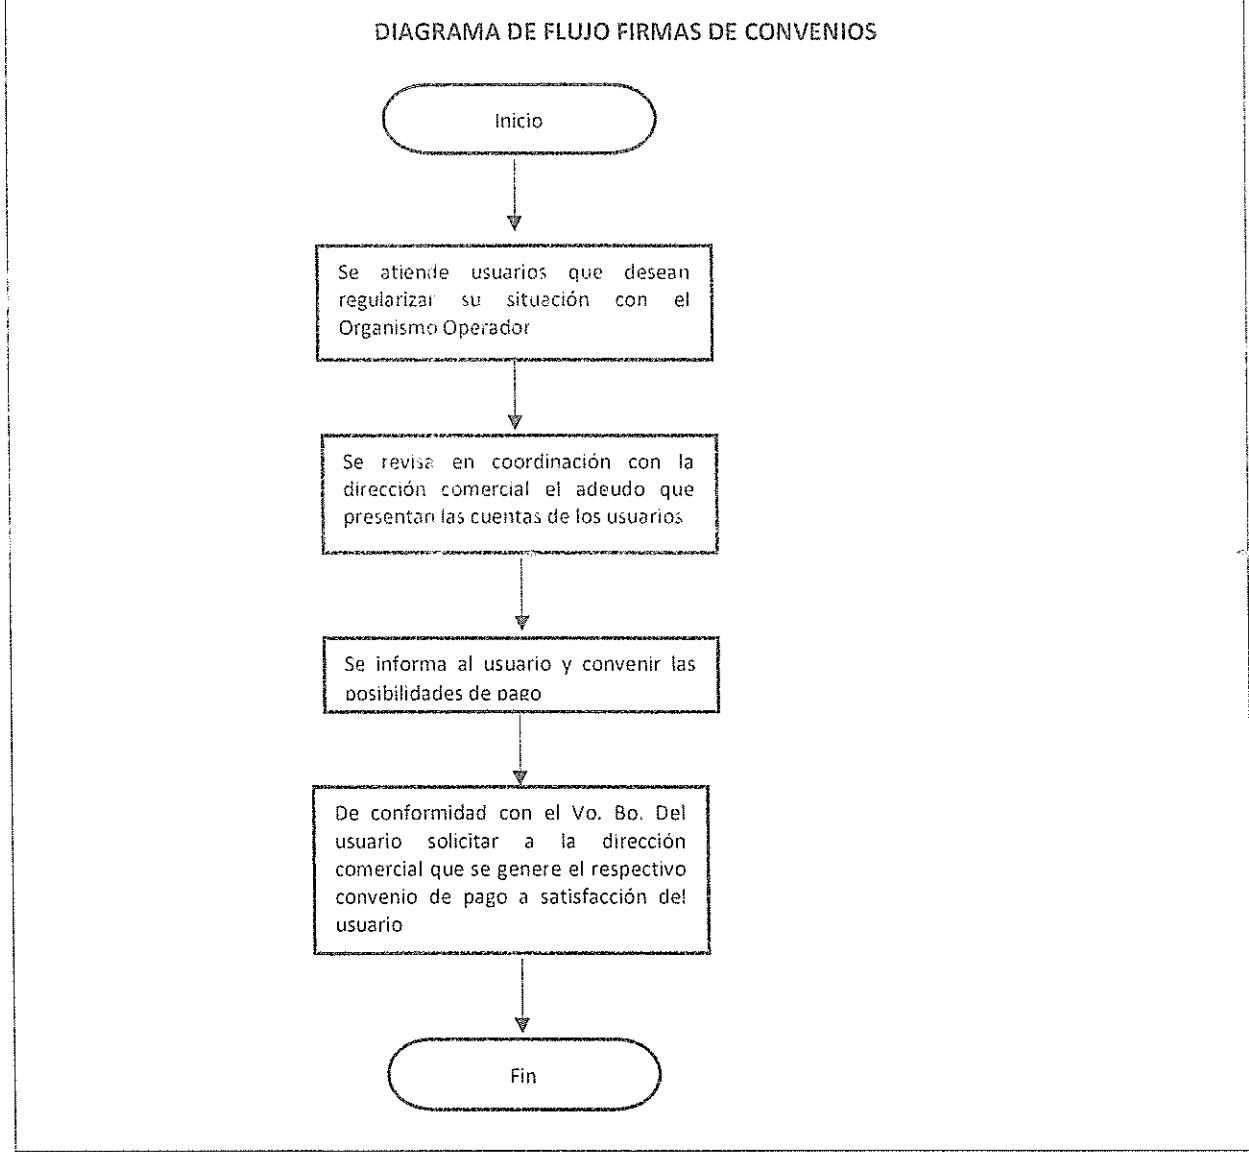 DIAGRAMA DE FLUJO FIRMAS DE CONVENIOS
Inicio
Se atiende usuarios que desean
regularizar su situación con el
Organismo Operador
Se revisa en coordinación con la
dirección comercial el adeudo que
presentan las cuentas de los usuarios
Se informa al usuario y convenir las
posibilidades de pago
De conformidad con el Vo. Bo. Del
usuario solicitar a la dirección
comercial que se genere el respectivo
convenio de pago a satisfacción del
usuario
Fin